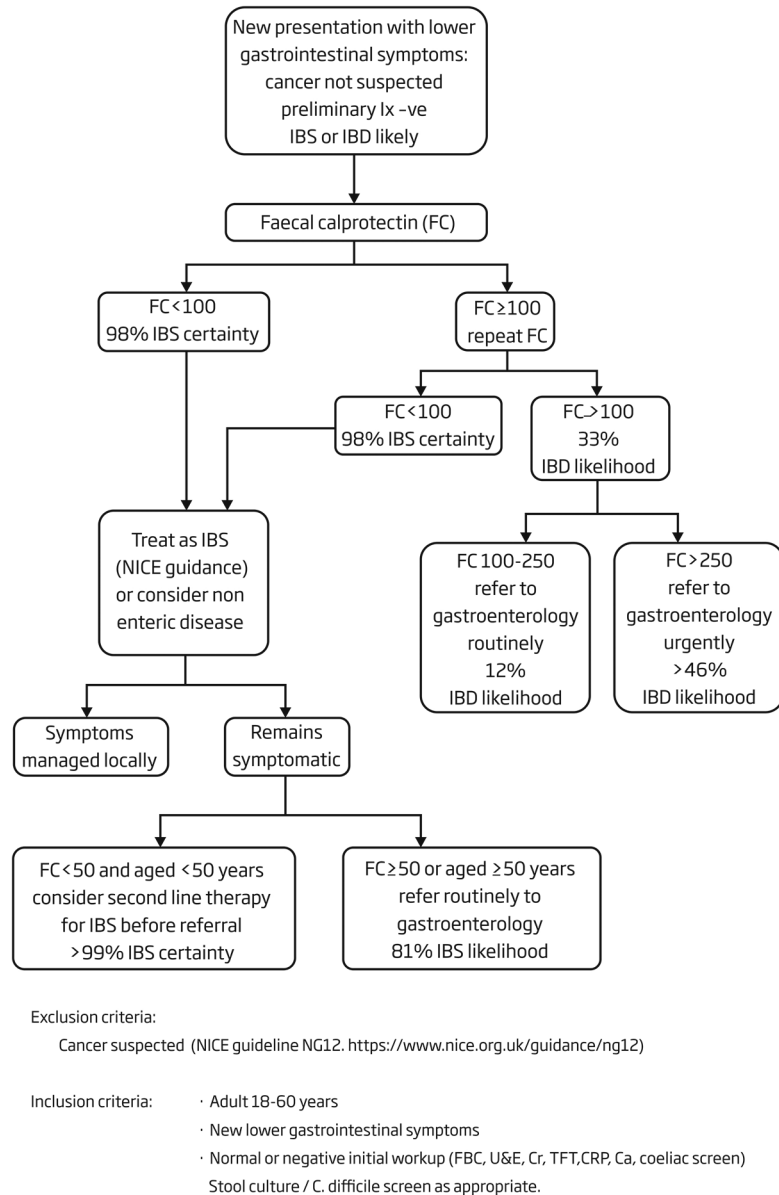 New presentation with lower
gastrointestinal symptoms:
cancer not suspected
preliminary Ix -ve
IBS or IBD likely
Faecal calprotectin (FC)
FC<100
98% IBS certainty
FC≥100
repeat FC
FC<100
98% IBS certainty
FC->100
33%
IBD likelihood
Treat as IBS
(NICE guidance)
or consider non
enteric disease
FC 100-250
refer to
gastroenterology
routinely
12%
IBD likelihood
FC>250
refer to
gastroenterology
urgently
>46%
IBD likelihood
Symptoms
managed locally
Remains
symptomatic
FC<50 and aged <50 years
consider second line therapy
for IBS before referral
>99% IBS certainty
FC≥50 or aged ≥50 years
refer routinely to
gastroenterology
81% IBS likelihood
Exclusion criteria:
Cancer suspected (NICE guideline NG12. https://www.nice.org.uk/guidance/ng12)
Inclusion criteria: · Adult 18-60 years
· New lower gastrointestinal symptoms
· Normal or negative initial workup (FBC, U&E, Cr, TFT,CRP, Ca, coeliac screen)
Stool culture / C. difficile screen as appropriate.